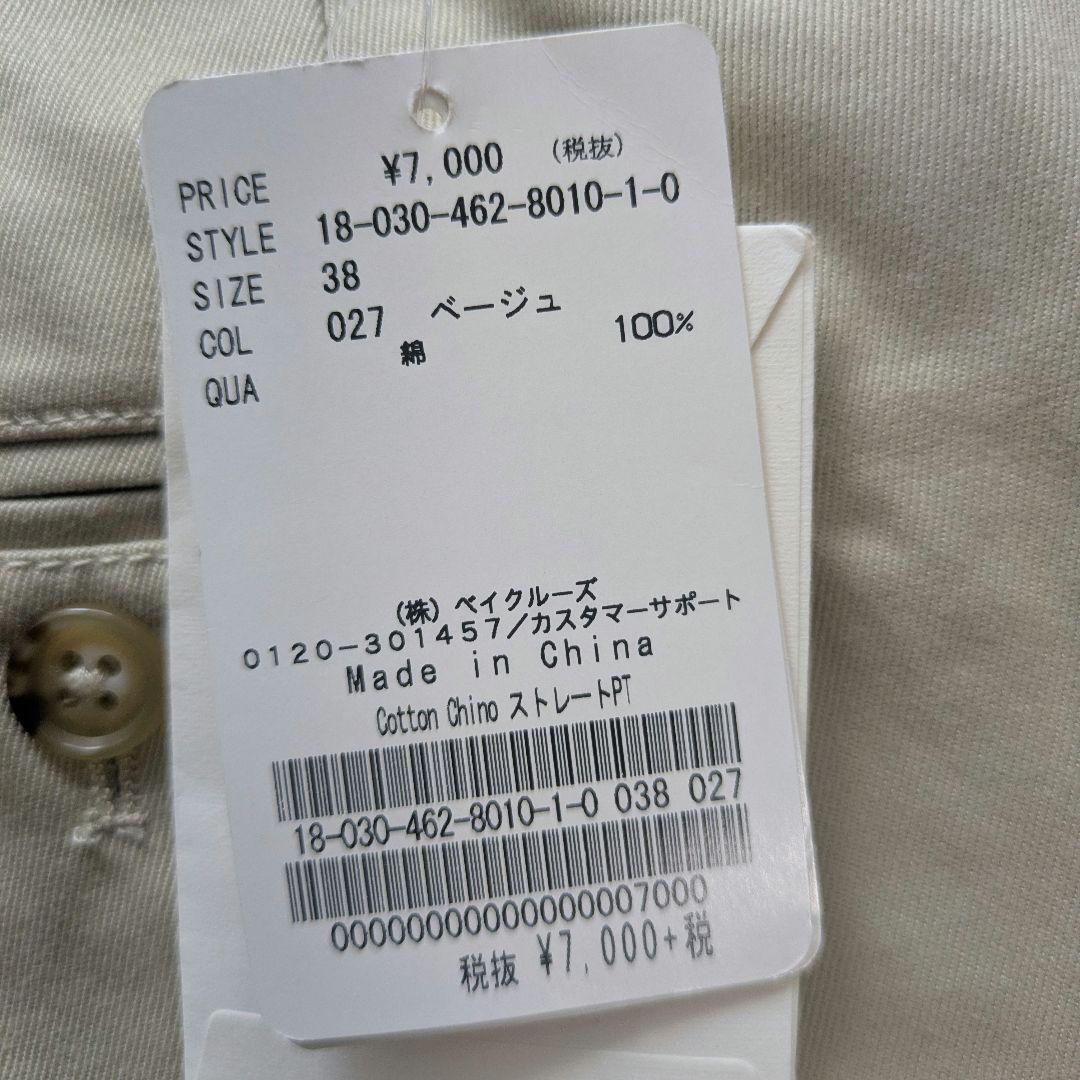 PRICE ¥7,000 (税抜)
STYLE 18-030-462-8010-1-0
SIZE 38
COL 027 ベージュ
QUA 綿 100%
(株) ベイクルーズ
0120-301457/カスタマーサポート
Made in China
Cotton Chino ストレートPT
18-030-462-8010-1-0 038 027
00000000000000007000
税抜 ¥7,000+税